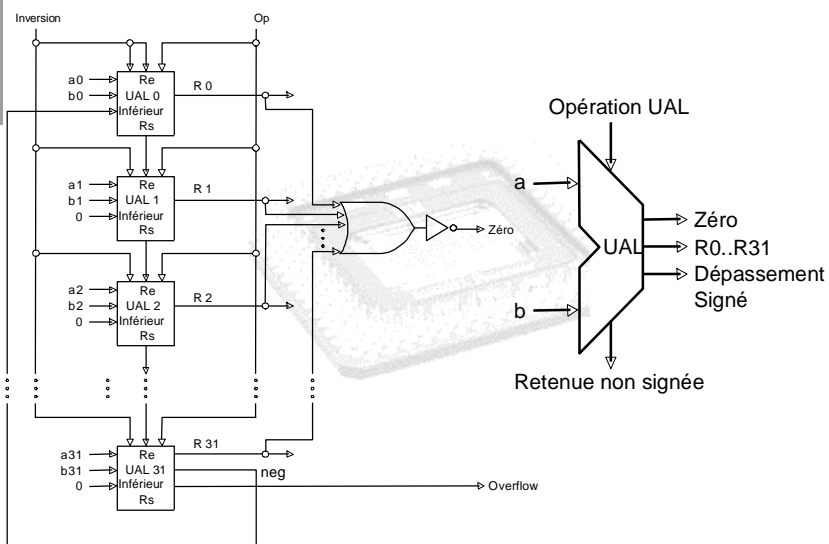 Inversion
Op
a0
b0
Re
UAL 0
Inférieur
Rs
R 0
a1
b1
0
Re
UAL 1
Inférieur
Rs
R 1
a2
b2
0
Re
UAL 2
Inférieur
Rs
R 2
a31
b31
0
Re
UAL 31
Inférieur
Rs
R 31
neg
Overflow
Zéro
Opération UAL
a
b
UAL
Zéro
R0..R31
Dépassement
Signé
Retenue non signée